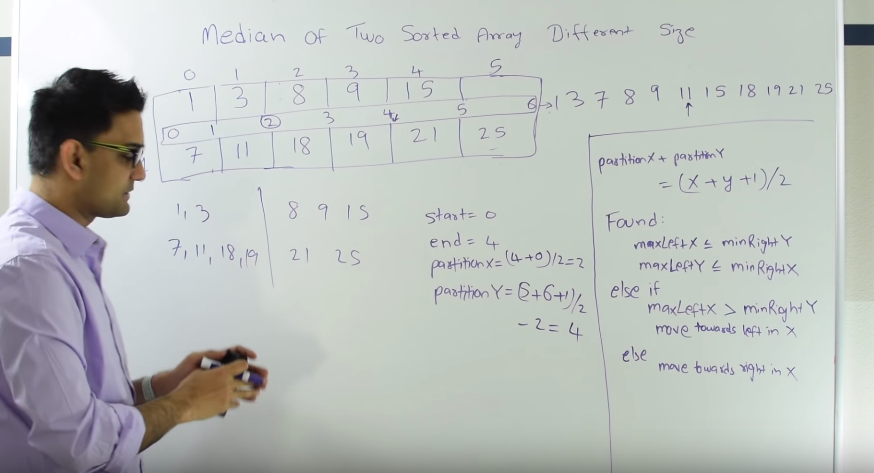 Median of Two Sorted Array Different Size
0 1 2 3 4 5
1 3 8 9 15
0 1 2 3 4 5 6
→ 1 3 7 8 9 11 15 18 19 21 25
7 11 18 19 21 25
↑
1, 3 | 8 9 15
7, 11, 18, 19 | 21 25
start = 0
end = 4
partitionX = (4+0)/2 = 2
partitionY = (5+6+1)/2
- 2 = 4
partitionX + partitionY
= (x + y + 1)/2
Found:
maxLeftX ≤ minRightY
maxLeftY ≤ minRightX
else if
maxLeftX > minRightY
move towards left in X
else
move towards right in X